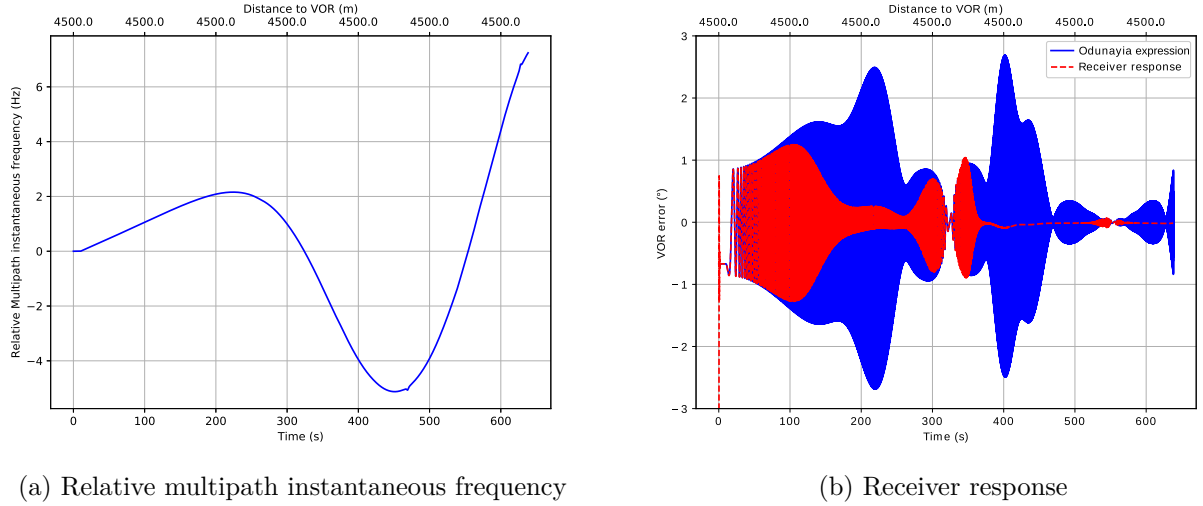 Distance to VOR (m)
4500.0 4500.0 4500.0 4500.0 4500.0 4500.0 4500.0
Relative Multipath instantaneous frequency (Hz)
6
4
2
0
−2
−4
0 100 200 300 400 500 600
Time (s)
(a) Relative multipath instantaneous frequency
Distance to VOR (m)
4500.0 4500.0 4500.0 4500.0 4500.0 4500.0 4500.0
VOR error (°)
3
2
1
0
−1
−2
−3
Odunayia expression
Receiver response
0 100 200 300 400 500 600
Time (s)
(b) Receiver response